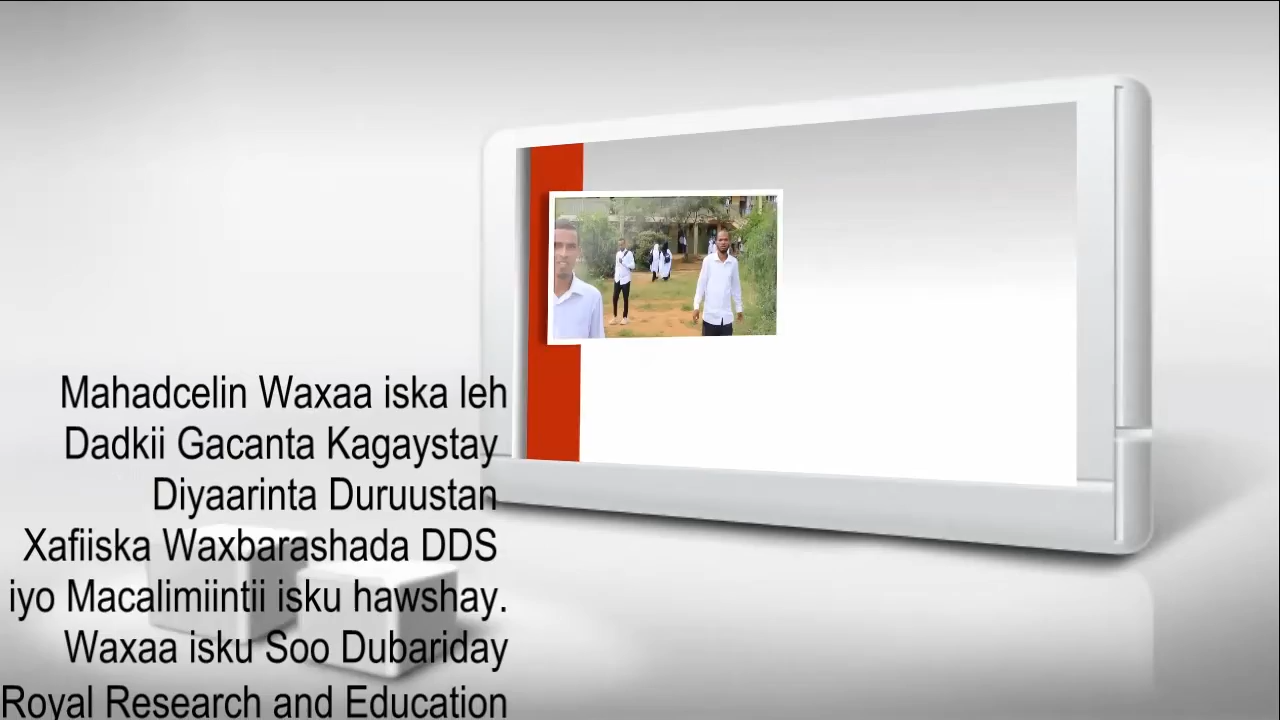 Mahadcelin Waxaa iska leh
Dadkii Gacanta Kagaystay
Diyaarinta Duruustan
Xafiiska Waxbarashada DDS
iyo Macalimiintii isku hawshay.
Waxaa isku Soo Dubariday
Royal Research and Education